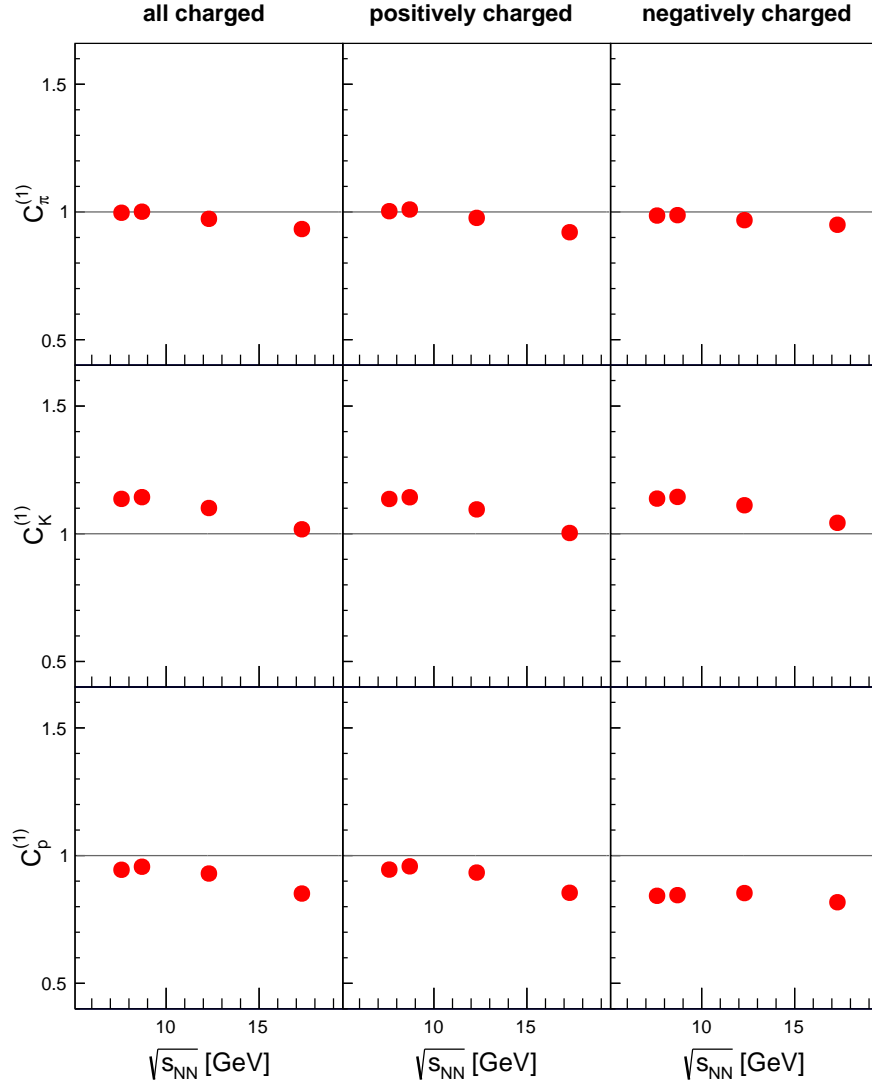 all charged positively charged negatively charged
1.5
C_π^(1)
1
0.5
1.5
C_K^(1)
1
0.5
1.5
C_p^(1)
1
0.5
10 15 10 15 10 15
√s_NN [GeV] √s_NN [GeV] √s_NN [GeV]